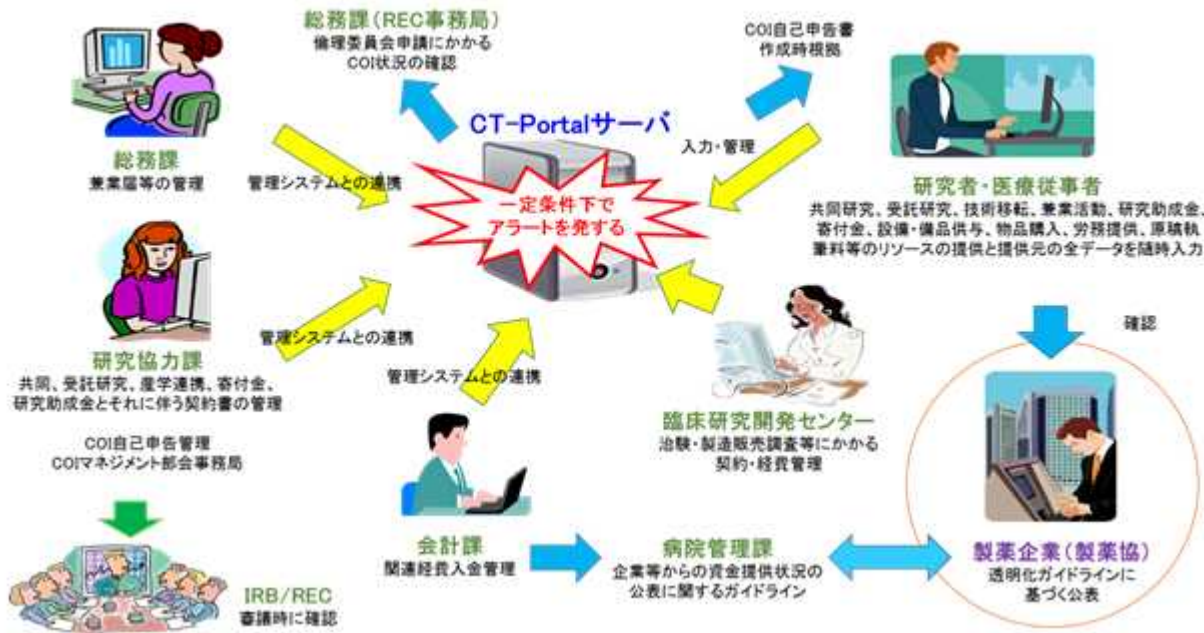 総務課(REC事務局)
倫理委員会申請にかかる
COI状況の確認
COI自己申告書
作成時根拠
CT-Portalサーバ
入力・管理
総務課
兼業届等の管理
管理システムとの連携
一定条件下で
アラートを発する
研究者・医療従事者
共同研究、受託研究、技術移転、兼業活動、研究助成金、
寄付金、設備・備品供与、物品購入、労務提供、原稿執
筆料等のリソースの提供と提供元の全データを随時入力
管理システムとの連携
確認
研究協力課
共同、受託研究、産学連携、寄付金、
研究助成金とそれに伴う契約書の管理
管理システムとの連携
COI自己申告管理
COIマネジメント部会事務局
臨床研究開発センター
治験・製造販売調査等にかかる
契約・経費管理
会計課
関連経費入金管理
病院管理課
企業等からの資金提供状況の
公表に関するガイドライン
製薬企業(製薬協)
透明化ガイドラインに
基づく公表
IRB/REC
審議時に確認